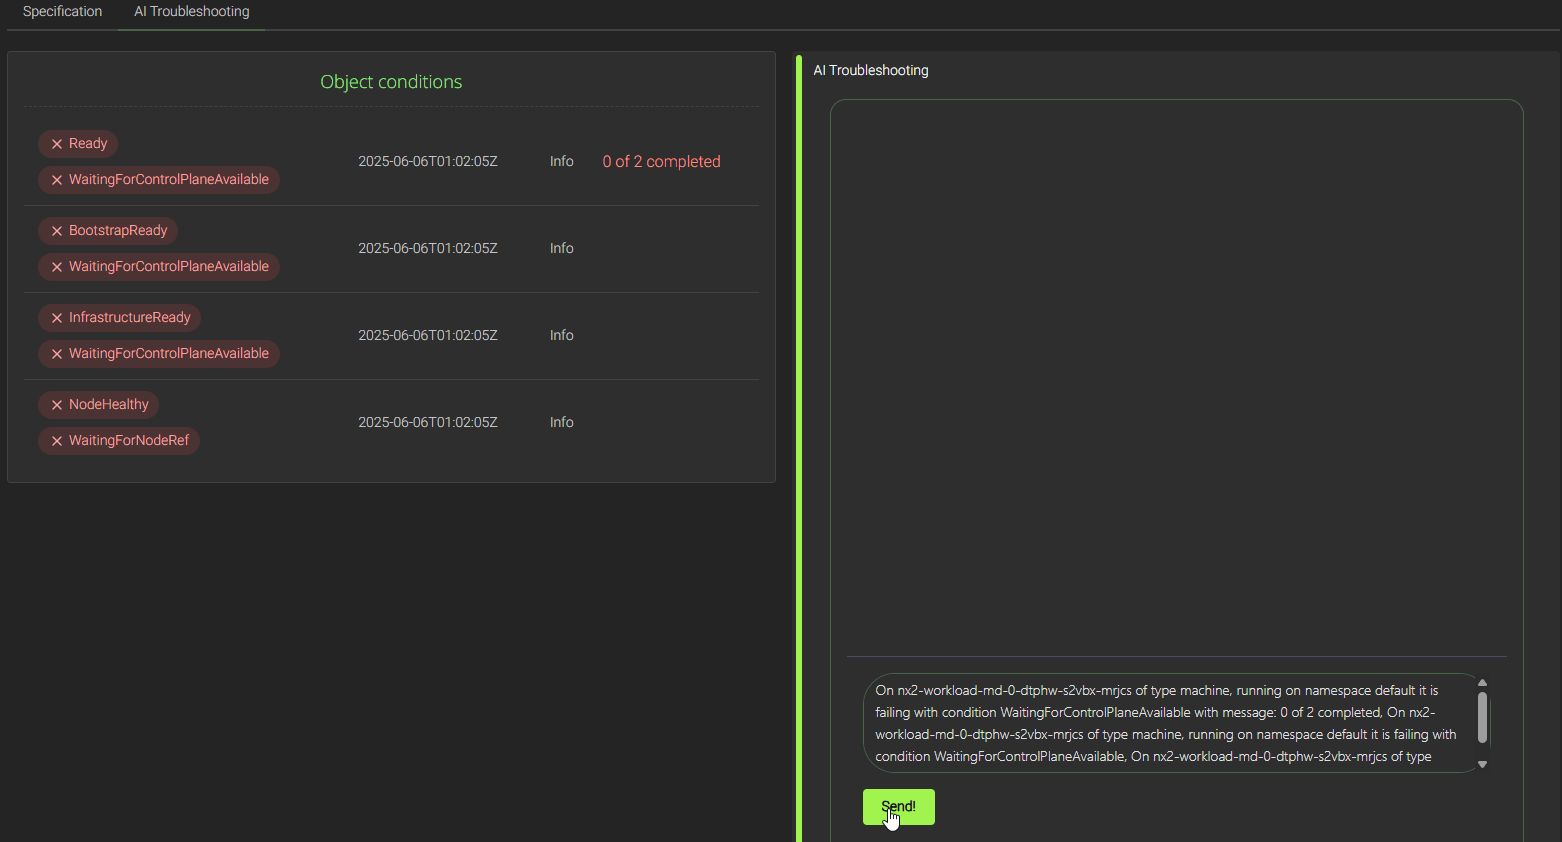 Specification
AI Troubleshooting
Object conditions
Ready
WaitingForControlPlaneAvailable
2025-06-06T01:02:05Z
Info
0 of 2 completed
BootstrapReady
WaitingForControlPlaneAvailable
2025-06-06T01:02:05Z
Info
InfrastructureReady
WaitingForControlPlaneAvailable
2025-06-06T01:02:05Z
Info
NodeHealthy
WaitingForNodeRef
2025-06-06T01:02:05Z
Info
AI Troubleshooting
On nx2-workload-md-0-dtphw-s2vbx-mrjcs of type machine, running on namespace default it is
failing with condition WaitingForControlPlaneAvailable with message: 0 of 2 completed, On nx2-
workload-md-0-dtphw-s2vbx-mrjcs of type machine, running on namespace default it is failing with
condition WaitingForControlPlaneAvailable, On nx2-workload-md-0-dtphw-s2vbx-mrjcs of type
Send!